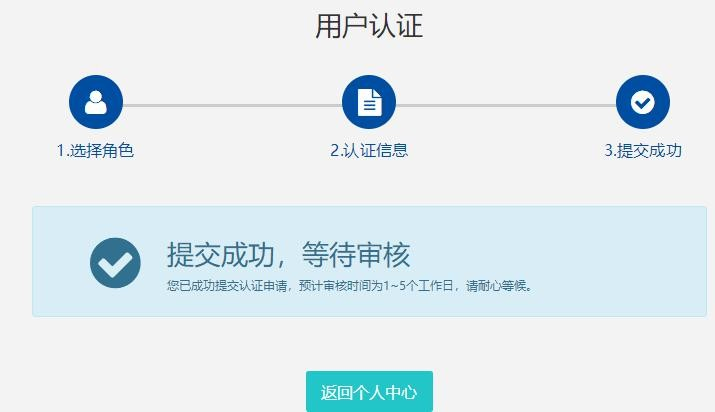 用户认证
1.选择角色
2.认证信息
3.提交成功
提交成功，等待审核
您已成功提交认证申请，预计审核时间为1~5个工作日，请耐心等候。
返回个人中心